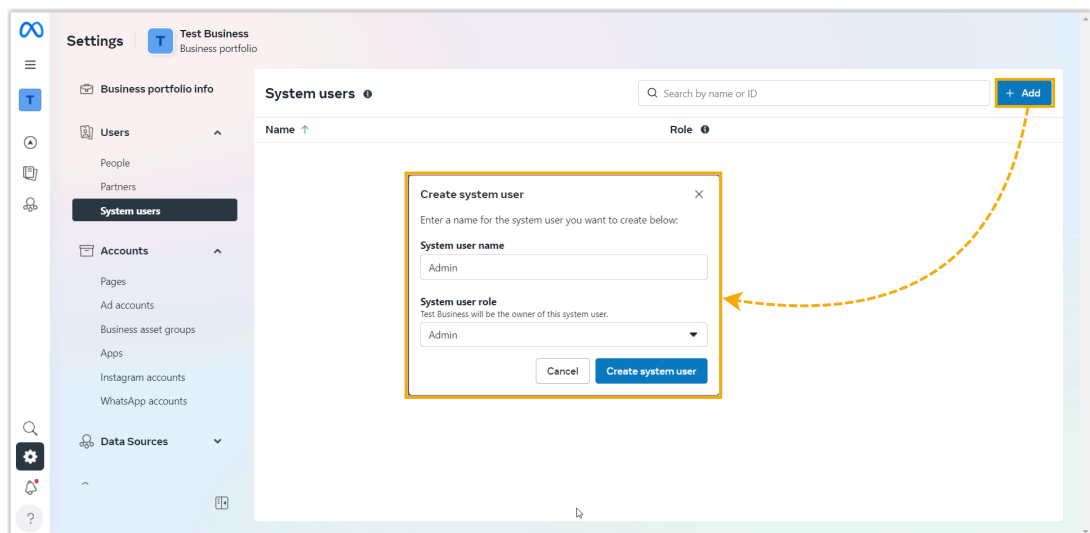 Settings
T
Test Business
Business portfolio
T
Business portfolio info
Users
People
Partners
System users
Accounts
Pages
Ad accounts
Business asset groups
Apps
Instagram accounts
WhatsApp accounts
Data Sources
?
System users
Search by name or ID
+ Add
Name ↑
Role
Create system user
Enter a name for the system user you want to create below:
System user name
Admin
System user role
Test Business will be the owner of this system user.
Admin
Cancel
Create system user